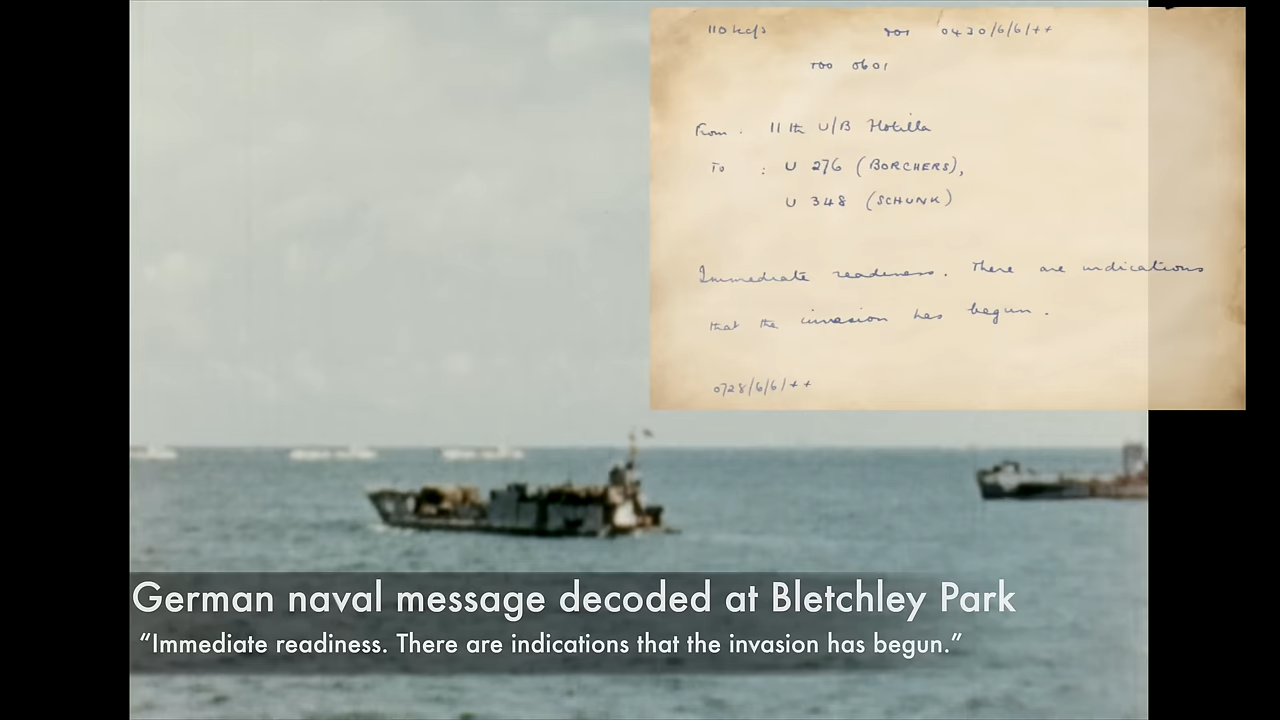 110 kc/s TOI 0430/6/6/44
TOO 0601
From : 11th U/B Flotilla
To : U 276 (BORCHERS),
U 348 (SCHUNK)
Immediate readiness. There are indications
that the invasion has begun.
0728/6/6/44
German naval message decoded at Bletchley Park
“Immediate readiness. There are indications that the invasion has begun.”